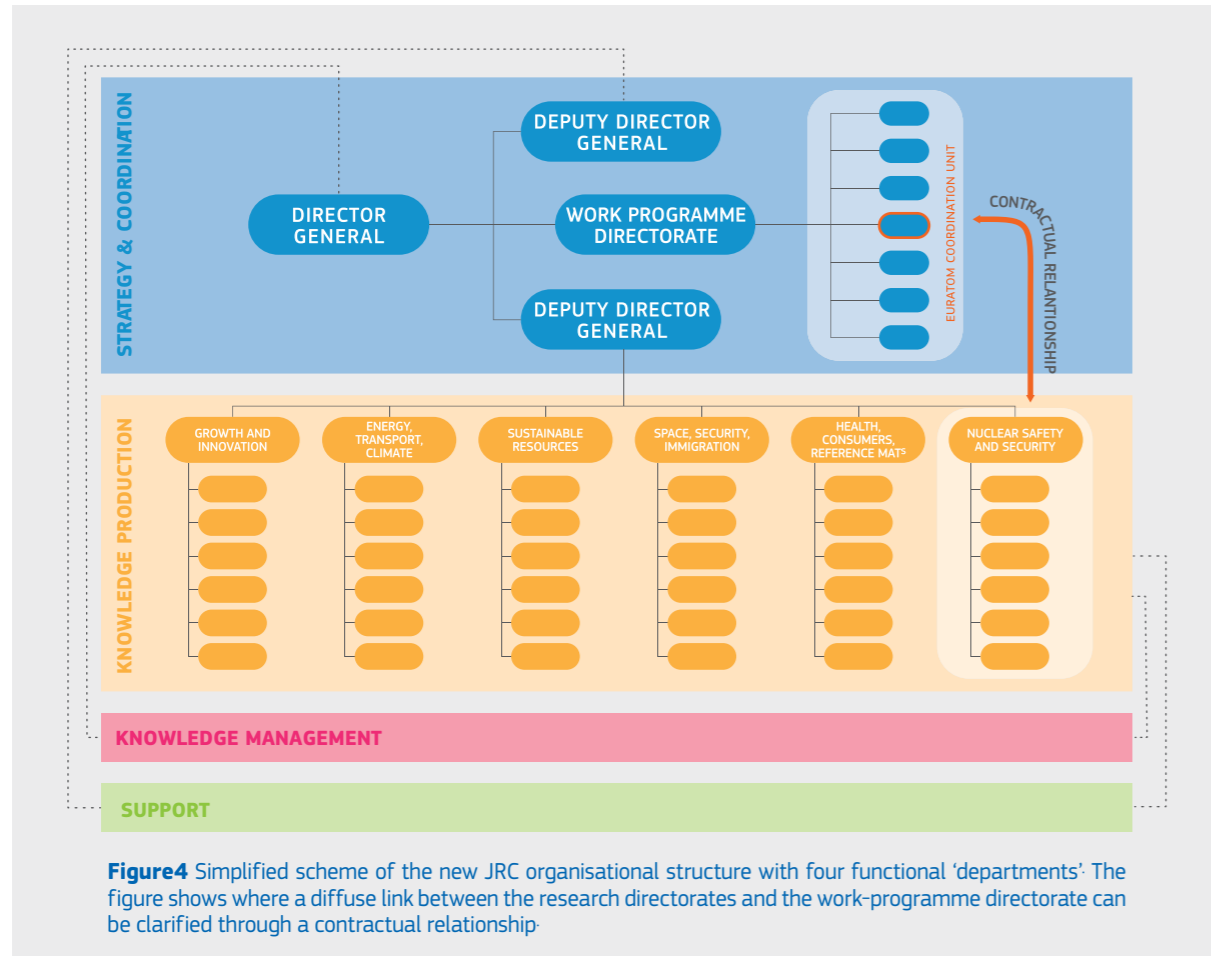 STRATEGY & COORDINATION
DEPUTY DIRECTOR
GENERAL
DIRECTOR
GENERAL
WORK PROGRAMME
DIRECTORATE
DEPUTY DIRECTOR
GENERAL
EURATOM COORDINATION UNIT
CONTRACTUAL RELANTIONSHIP
KNOWLEDGE PRODUCTION
GROWTH AND
INNOVATION
ENERGY,
TRANSPORT,
CLIMATE
SUSTAINABLE
RESOURCES
SPACE, SECURITY,
IMMIGRATION
HEALTH,
CONSUMERS,
REFERENCE MATS
NUCLEAR SAFETY
AND SECURITY
KNOWLEDGE MANAGEMENT
SUPPORT
Figure4 Simplified scheme of the new JRC organisational structure with four functional ‘departments’. The
figure shows where a diffuse link between the research directorates and the work-programme directorate can
be clarified through a contractual relationship.